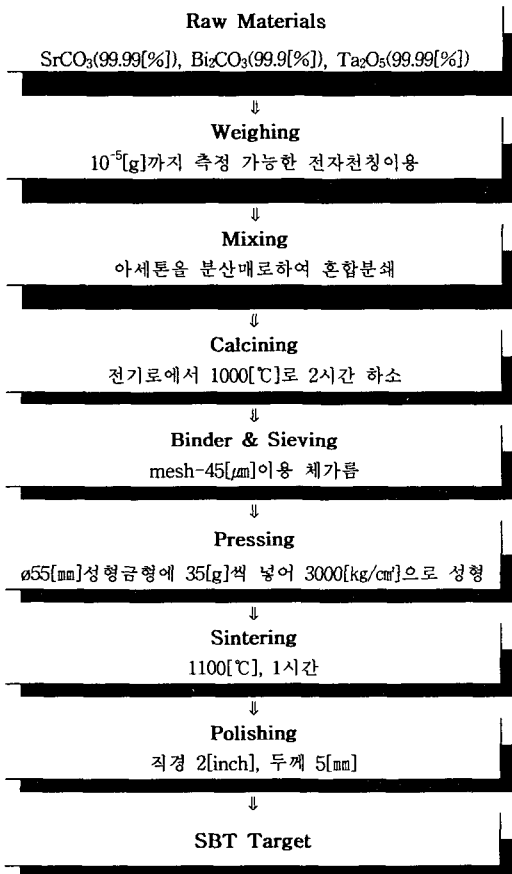 Raw Materials
SrCO₃(99.99[%]), Bi₂CO₃(99.9[%]), Ta₂O₅(99.99[%])
⇓
Weighing
10⁻⁵[g]까지 측정 가능한 전자천칭이용
⇓
Mixing
아세톤을 분산매로하여 혼합분쇄
⇓
Calcining
전기로에서 1000[℃]로 2시간 하소
⇓
Binder & Sieving
mesh-45[㎛]이용 체가름
⇓
Pressing
ø55[㎜]성형금형에 35[g]씩 넣어 3000[kg/㎠]으로 성형
⇓
Sintering
1100[℃], 1시간
⇓
Polishing
직경 2[inch], 두께 5[㎜]
⇓
SBT Target